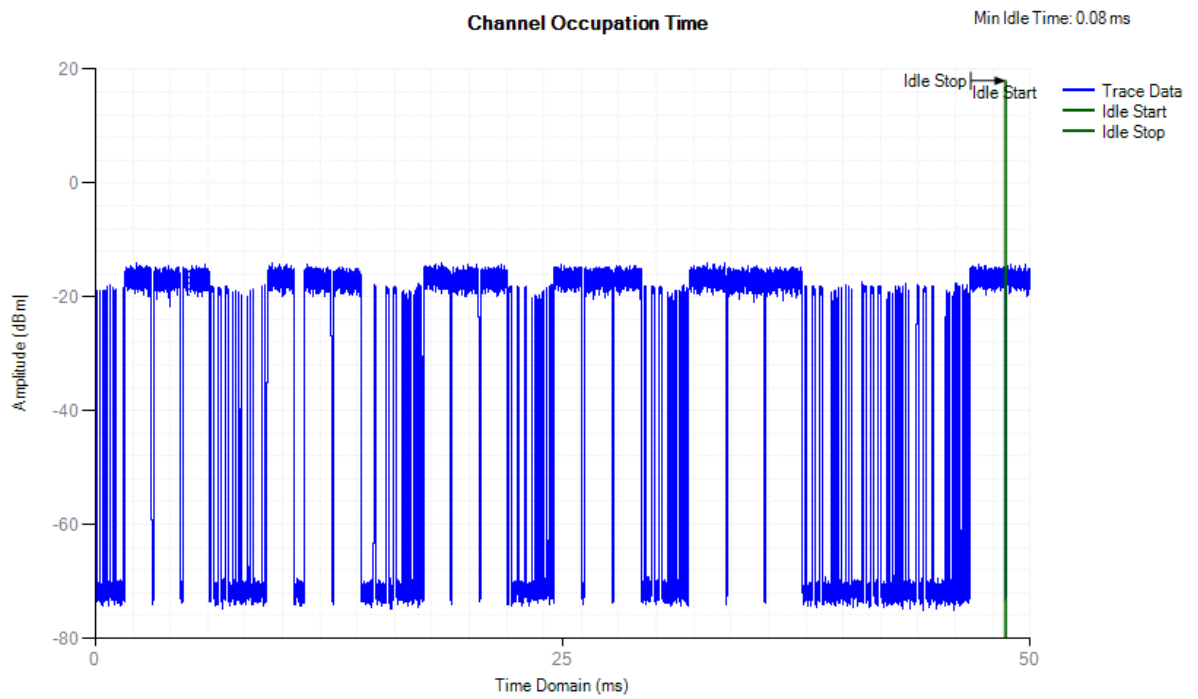 Channel Occupation Time
Min Idle Time: 0.08 ms
20
0
-20
-40
-60
-80
Amplitude (dBm)
Idle Stop
Idle Start
Trace Data
Idle Start
Idle Stop
0
25
50
Time Domain (ms)